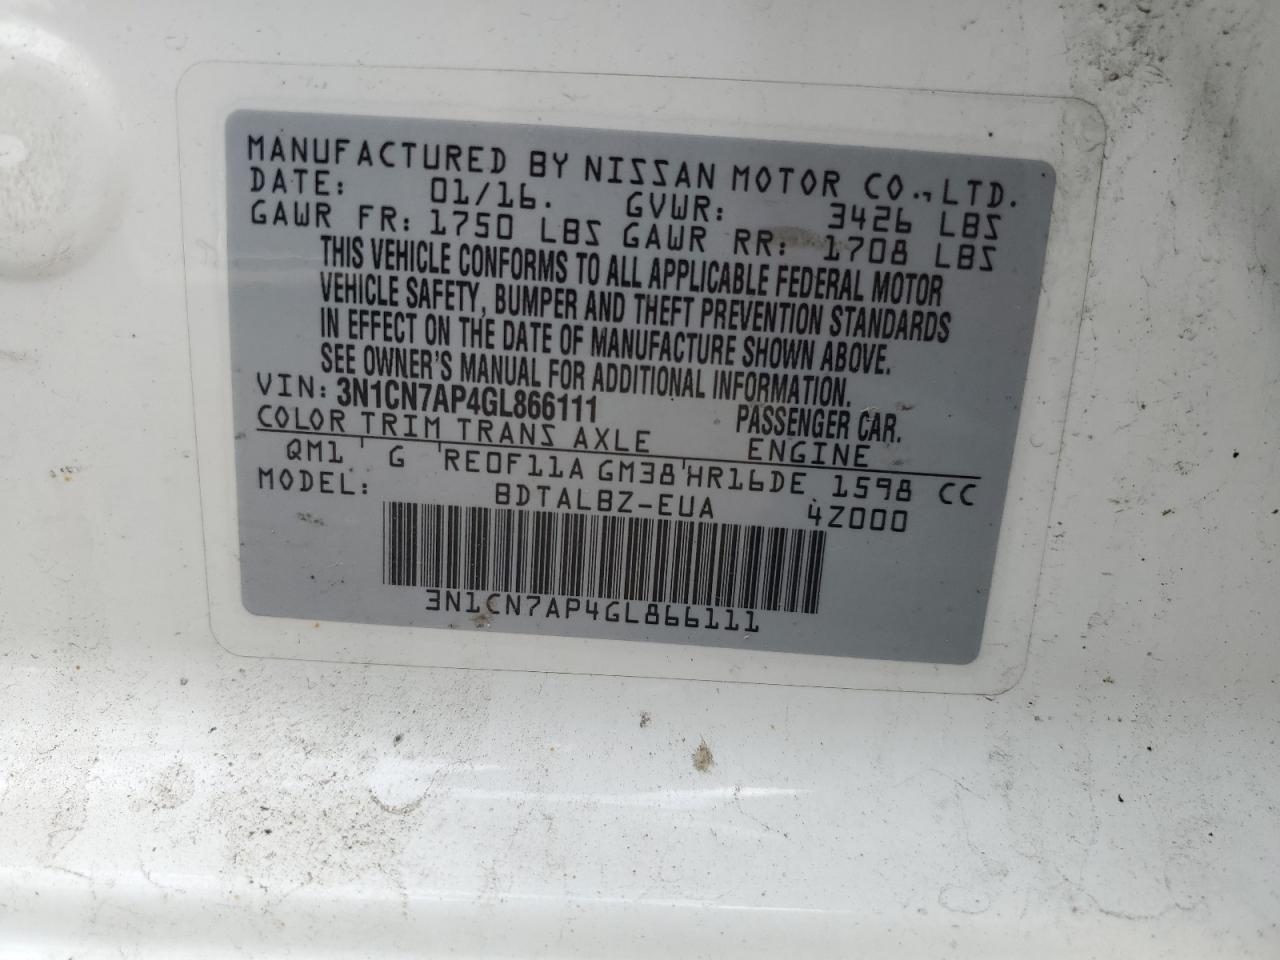 MANUFACTURED BY NISSAN MOTOR CO., LTD.
DATE: 01/16. GVWR: 3426 LBS
GAWR FR: 1750 LBS GAWR RR: 1708 LBS
THIS VEHICLE CONFORMS TO ALL APPLICABLE FEDERAL MOTOR
VEHICLE SAFETY, BUMPER AND THEFT PREVENTION STANDARDS
IN EFFECT ON THE DATE OF MANUFACTURE SHOWN ABOVE.
SEE OWNER'S MANUAL FOR ADDITIONAL INFORMATION.
VIN: 3N1CN7AP4GL866111 PASSENGER CAR.
COLOR TRIM TRANS AXLE ENGINE
QM1 G RE0F11A GM38 HR16DE 1598 CC
MODEL: BDTALBZ-EUA 4Z000
3N1CN7AP4GL866111